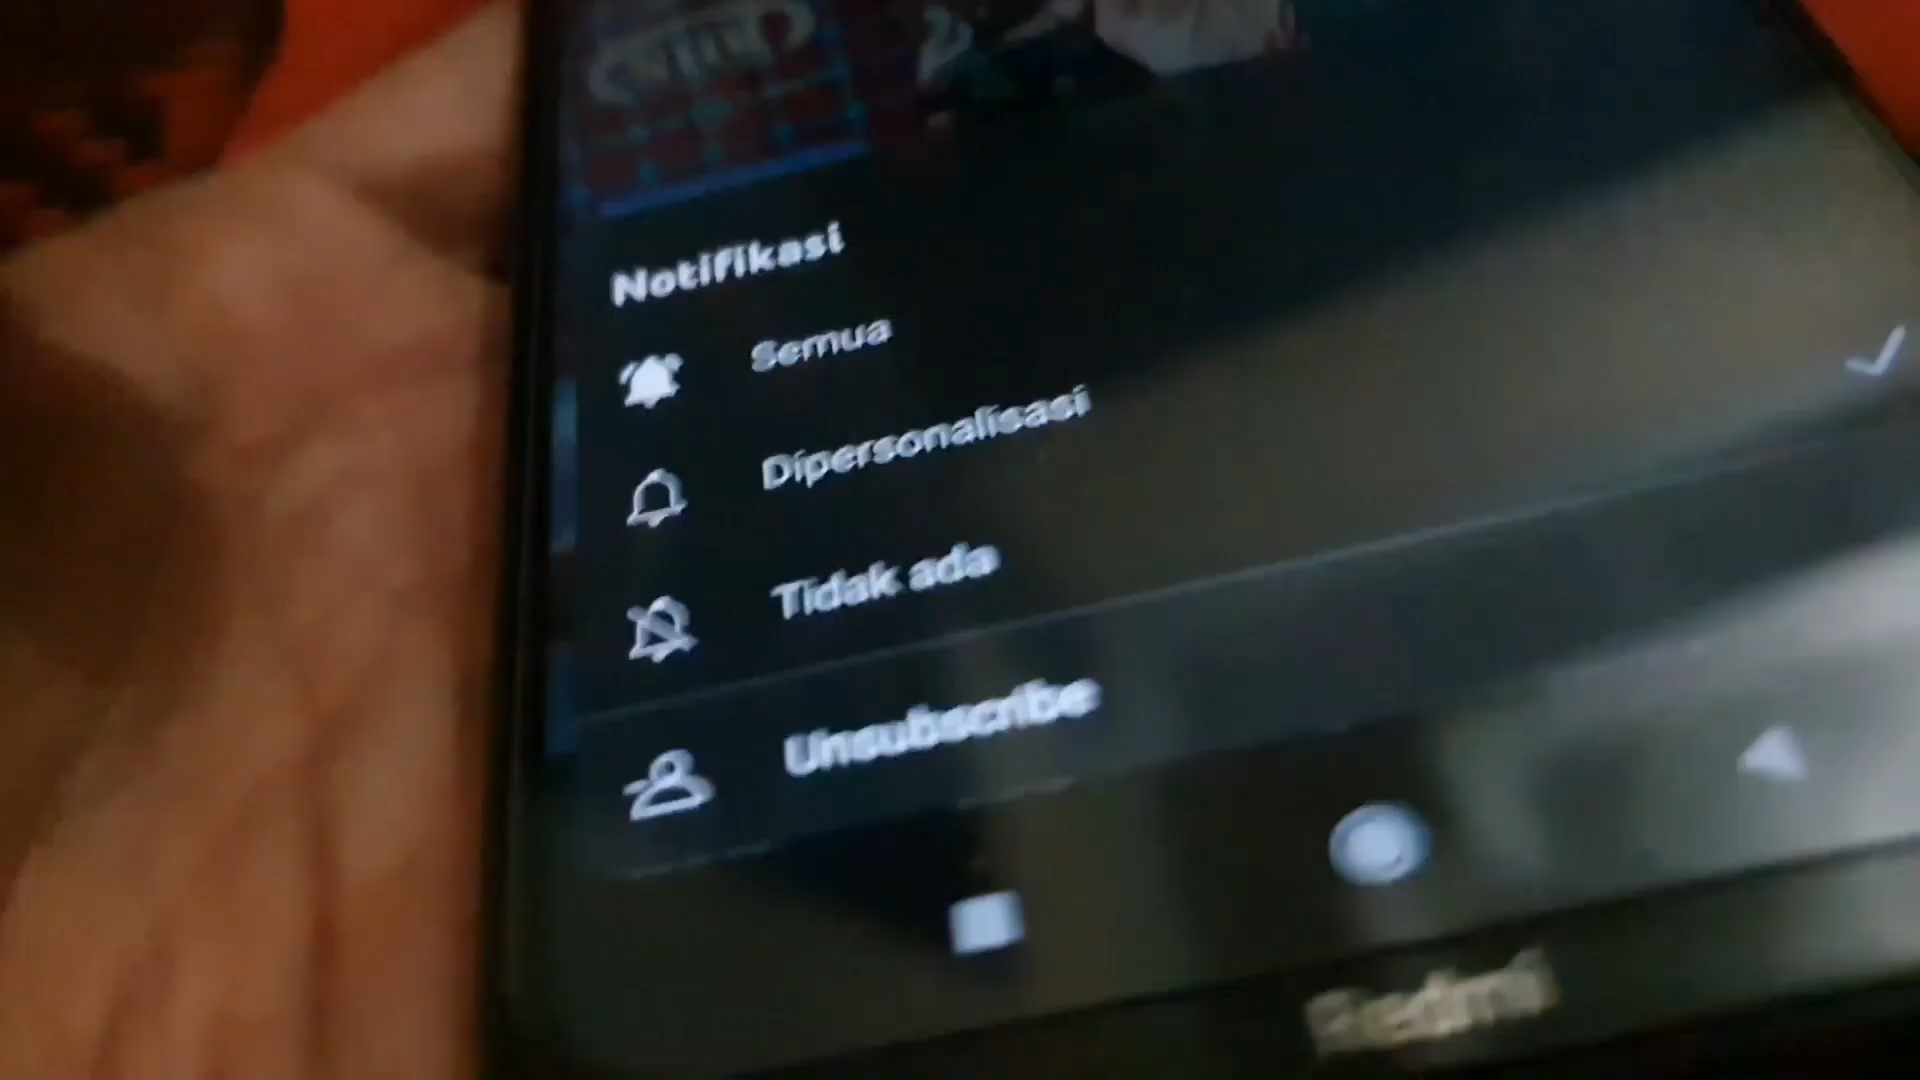 Notifikasi
Semua
Dipersonalisasi
Tidak ada
Unsubscribe
Redmi